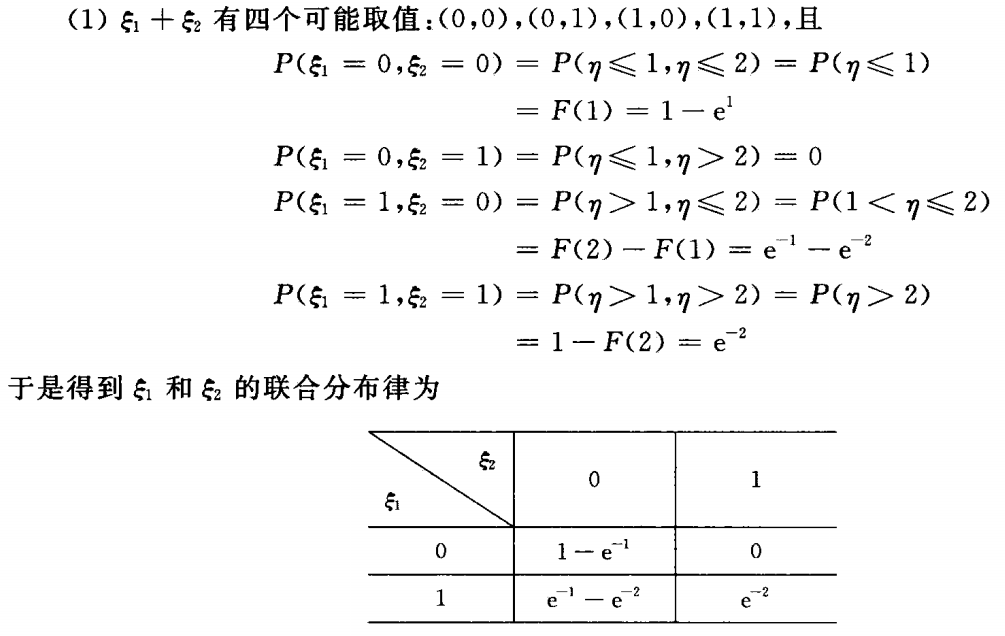 (1) ξ₁ + ξ₂ 有四个可能取值:(0,0),(0,1),(1,0),(1,1),且
P(ξ₁ = 0,ξ₂ = 0) = P(η ⩽ 1,η ⩽ 2) = P(η ⩽ 1)
= F(1) = 1 − e¹
P(ξ₁ = 0,ξ₂ = 1) = P(η ⩽ 1,η > 2) = 0
P(ξ₁ = 1,ξ₂ = 0) = P(η > 1,η ⩽ 2) = P(1 < η ⩽ 2)
= F(2) − F(1) = e⁻¹ − e⁻²
P(ξ₁ = 1,ξ₂ = 1) = P(η > 1,η > 2) = P(η > 2)
= 1 − F(2) = e⁻²
于是得到 ξ₁ 和 ξ₂ 的联合分布律为
ξ₂
ξ₁ 0 1
0 1 − e⁻¹ 0
1 e⁻¹ − e⁻² e⁻²